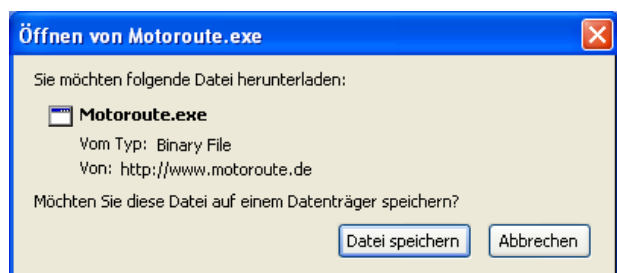 Öffnen von Motoroute.exe
Sie möchten folgende Datei herunterladen:
Motoroute.exe
Vom Typ: Binary File
Von: http://www.motoroute.de
Möchten Sie diese Datei auf einem Datenträger speichern?
Datei speichern Abbrechen